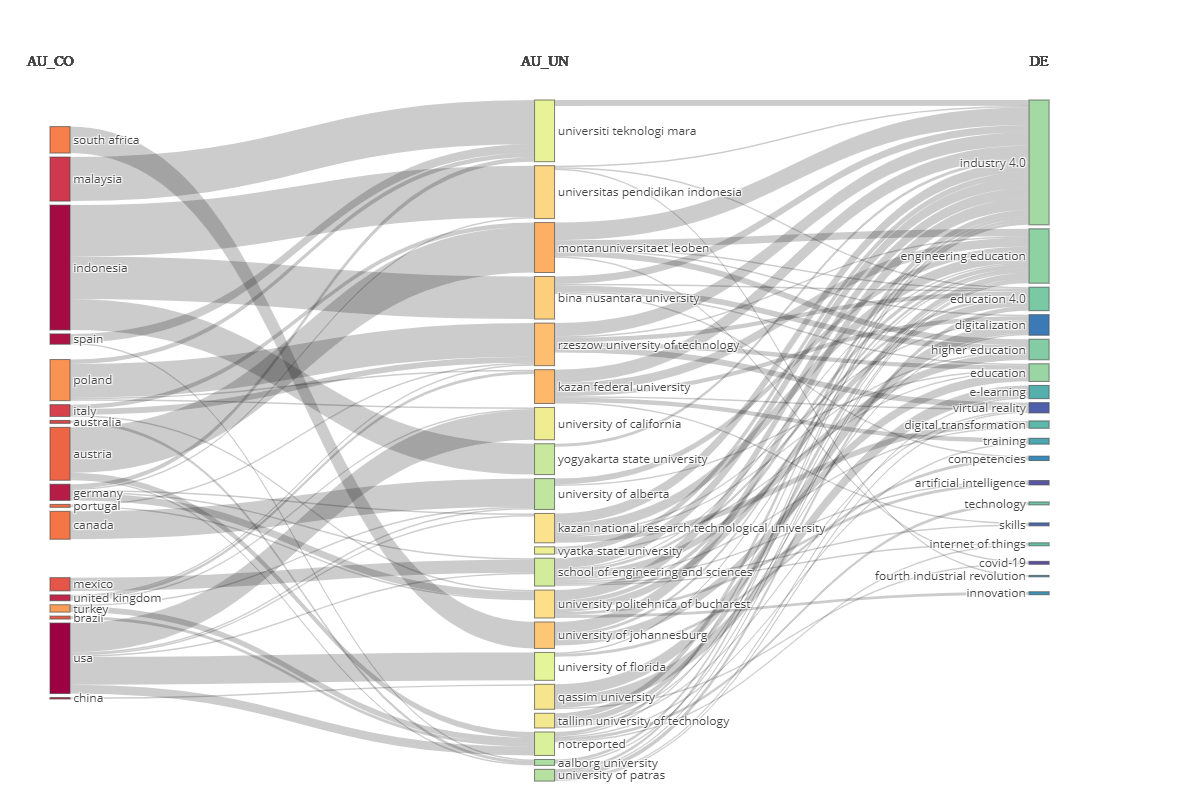 AU_CO
AU_UN
DE
south africa
malaysia
indonesia
spain
poland
italy
australia
austria
germany
portugal
canada
mexico
united kingdom
turkey
brazil
usa
china
universiti teknologi mara
universitas pendidikan indonesia
montanuniversitaet leoben
bina nusantara university
rzeszow university of technology
kazan federal university
university of california
yogyakarta state university
university of alberta
kazan national research technological university
vyatka state university
school of engineering and sciences
university politehnica of bucharest
university of johannesburg
university of florida
qassim university
tallinn university of technology
notreported
aalborg university
university of patras
industry 4.0
engineering education
education 4.0
digitalization
higher education
education
e-learning
virtual reality
digital transformation
training
competencies
artificial intelligence
technology
skills
internet of things
covid-19
fourth industrial revolution
innovation